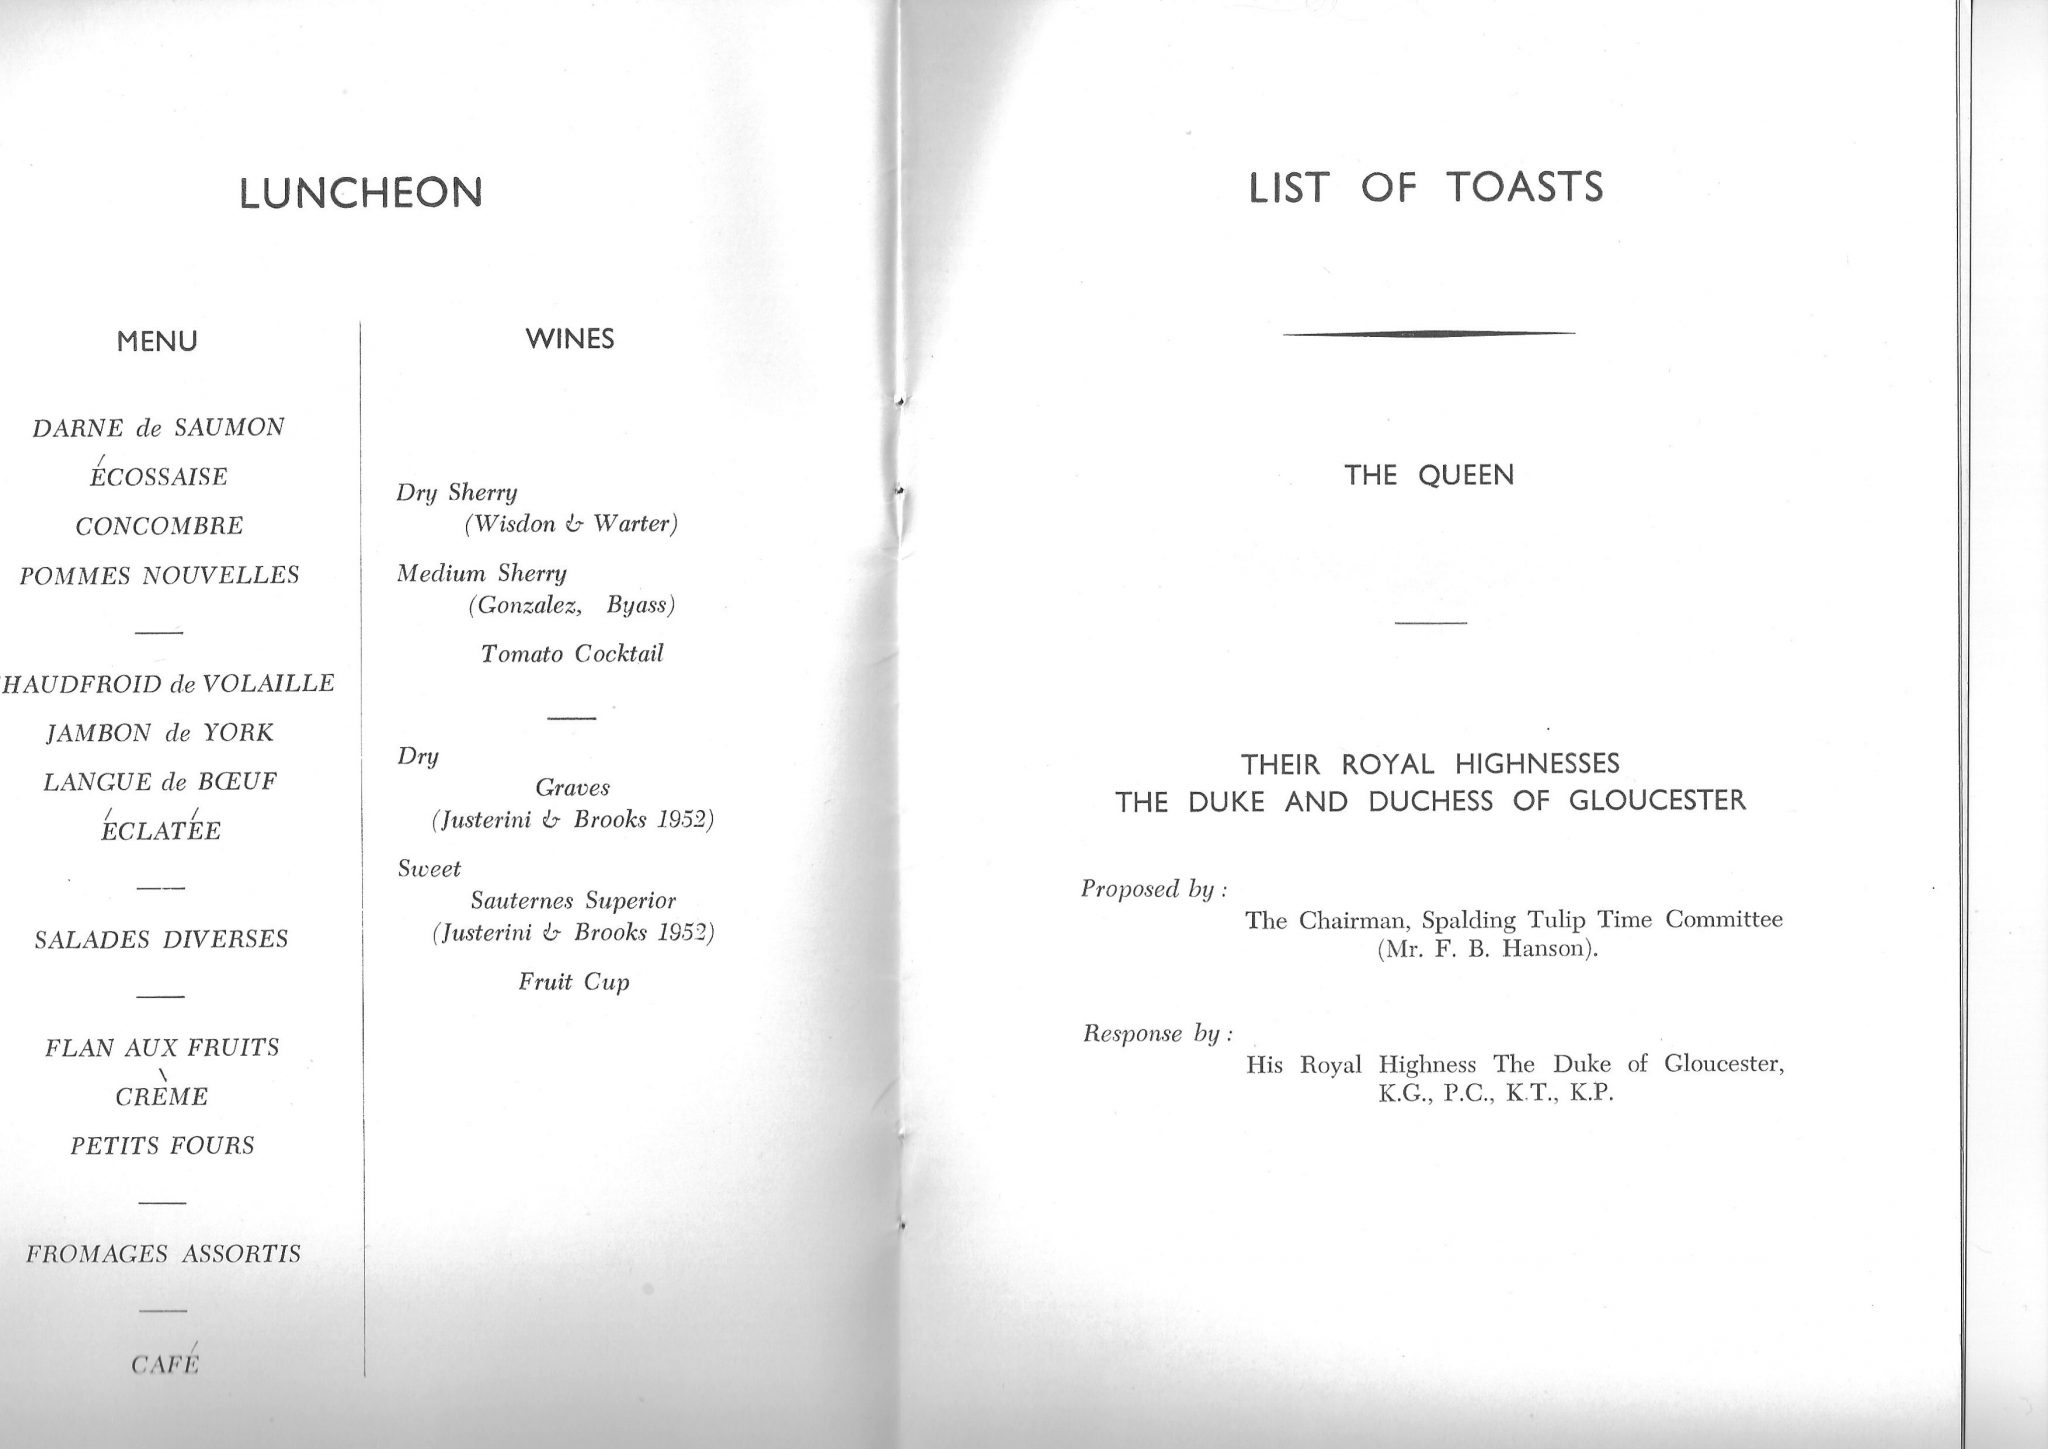 LUNCHEON
MENU
DARNE de SAUMON
ÉCOSSAISE
CONCOMBRE
POMMES NOUVELLES
HAUDFROID de VOLAILLE
JAMBON de YORK
LANGUE de BŒUF
ÉCLATÉE
SALADES DIVERSES
FLAN AUX FRUITS
CRÈME
PETITS FOURS
FROMAGES ASSORTIS
CAFÉ
WINES
Dry Sherry
(Wisdon & Warter)
Medium Sherry
(Gonzalez, Byass)
Tomato Cocktail
Dry
Graves
(Justerini & Brooks 1952)
Sweet
Sauternes Superior
(Justerini & Brooks 1952)
Fruit Cup
LIST OF TOASTS
THE QUEEN
THEIR ROYAL HIGHNESSES
THE DUKE AND DUCHESS OF GLOUCESTER
Proposed by :
The Chairman, Spalding Tulip Time Committee
(Mr. F. B. Hanson).
Response by :
His Royal Highness The Duke of Gloucester,
K.G., P.C., K.T., K.P.